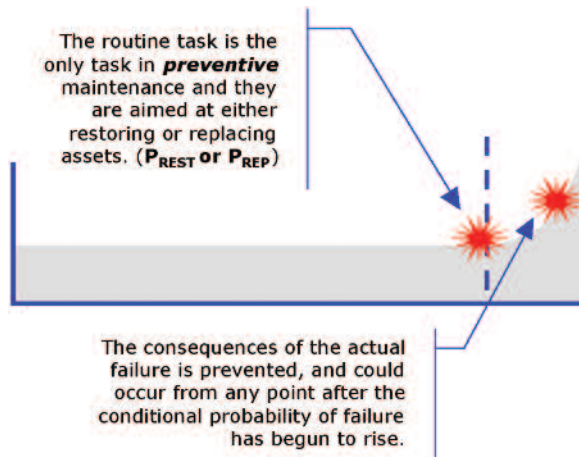 The routine task is the
only task in preventive
maintenance and they
are aimed at either
restoring or replacing
assets. (PREST or PREP)
The consequences of the actual
failure is prevented, and could
occur from any point after the
conditional probability of failure
has begun to rise.